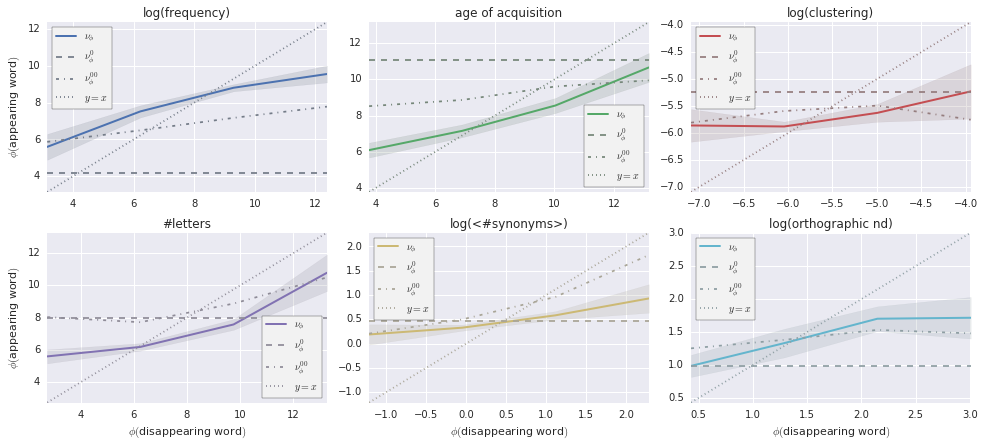 log(frequency)
12
10
8
6
4
4
6
8
10
12
ϕ(appearing word)
ν_ϕ
ν_ϕ^0
ν_ϕ^00
y = x
age of acquisition
12
10
8
6
4
4
6
8
10
12
ν_ϕ
ν_ϕ^0
ν_ϕ^00
y = x
log(clustering)
−4.0
−4.5
−5.0
−5.5
−6.0
−6.5
−7.0
−7.0
−6.5
−6.0
−5.5
−5.0
−4.5
−4.0
ν_ϕ
ν_ϕ^0
ν_ϕ^00
y = x
#letters
12
10
8
6
4
4
6
8
10
12
ϕ(appearing word)
ϕ(disappearing word)
ν_ϕ
ν_ϕ^0
ν_ϕ^00
y = x
log(<#synonyms>)
2.0
1.5
1.0
0.5
0.0
−0.5
−1.0
−1.0
−0.5
0.0
0.5
1.0
1.5
2.0
ϕ(disappearing word)
ν_ϕ
ν_ϕ^0
ν_ϕ^00
y = x
log(orthographic nd)
3.0
2.5
2.0
1.5
1.0
0.5
0.5
1.0
1.5
2.0
2.5
3.0
ϕ(disappearing word)
ν_ϕ
ν_ϕ^0
ν_ϕ^00
y = x